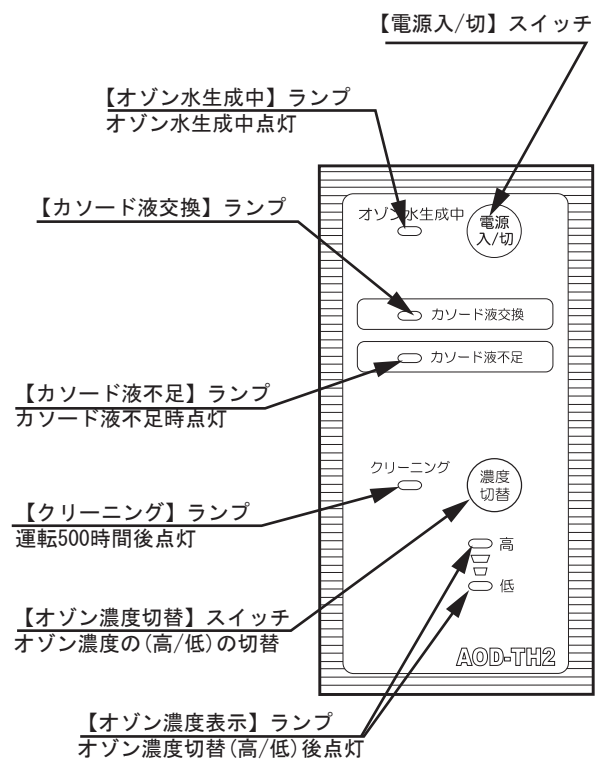 【電源入/切】スイッチ
【オゾン水生成中】ランプ
オゾン水生成中点灯
【カソード液交換】ランプ
オゾン水生成中
電源
入/切
カソード液交換
カソード液不足
【カソード液不足】ランプ
カソード液不足時点灯
クリーニング
濃度
切替
【クリーニング】ランプ
運転500時間後点灯
高
低
【オゾン濃度切替】スイッチ
オゾン濃度の(高/低)の切替
AOD-TH2
【オゾン濃度表示】ランプ
オゾン濃度切替(高/低)後点灯